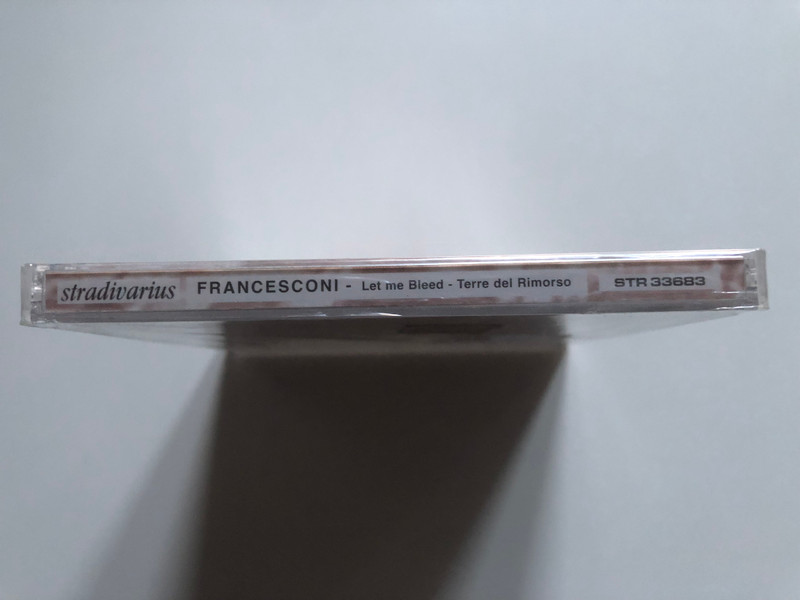 stradivarius FRANCESCONI - Let me Bleed - Terre del Rimorso STR 33683